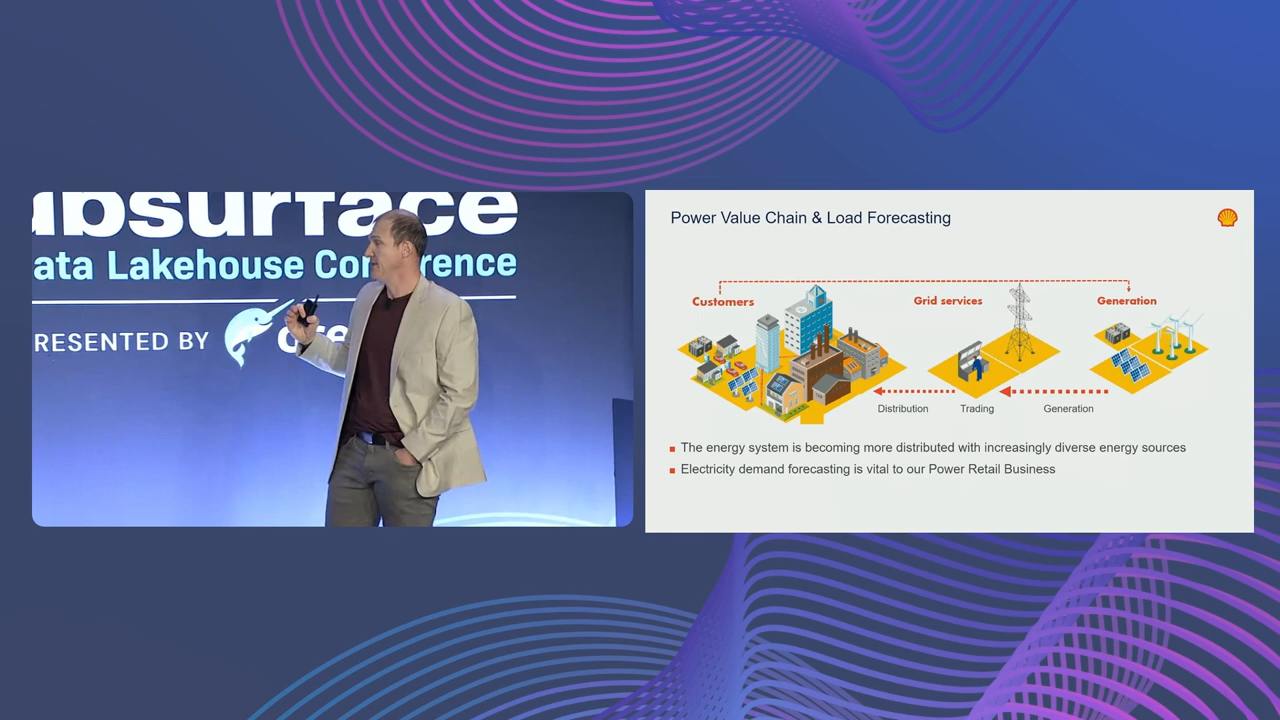 ubsurface
ata Lakehouse Conference
RESENTED BY
Power Value Chain & Load Forecasting
Customers
Grid services
Generation
Distribution
Trading
Generation
The energy system is becoming more distributed with increasingly diverse energy sources
Electricity demand forecasting is vital to our Power Retail Business